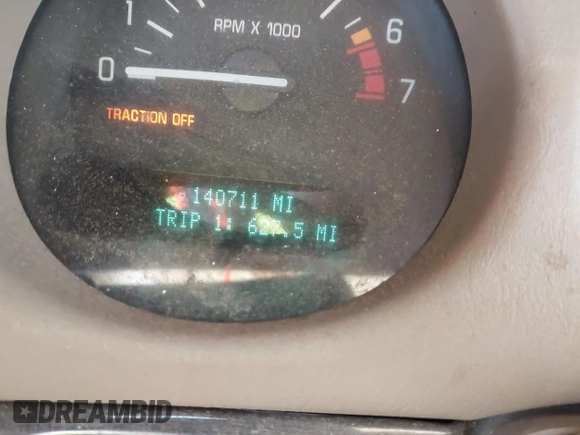 1
6
RPM X 1000
0
7
TRACTION OFF
140711 MI
TRIP 1: MI
DREAMBID